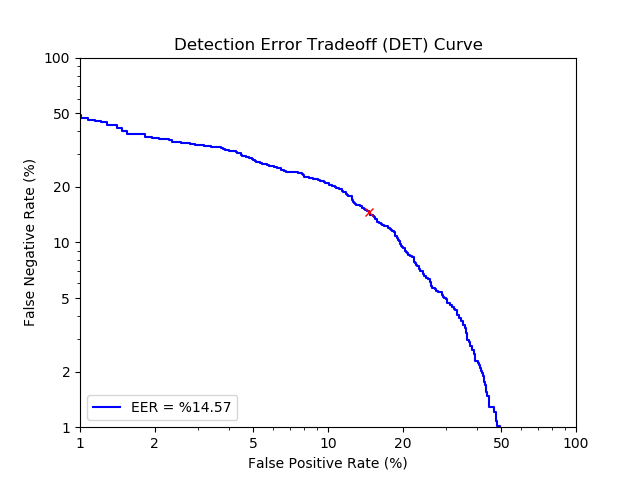 Detection Error Tradeoff (DET) Curve
100
50
20
10
5
2
1
False Negative Rate (%)
EER = %14.57
1 2 5 10 20 50 100
False Positive Rate (%)